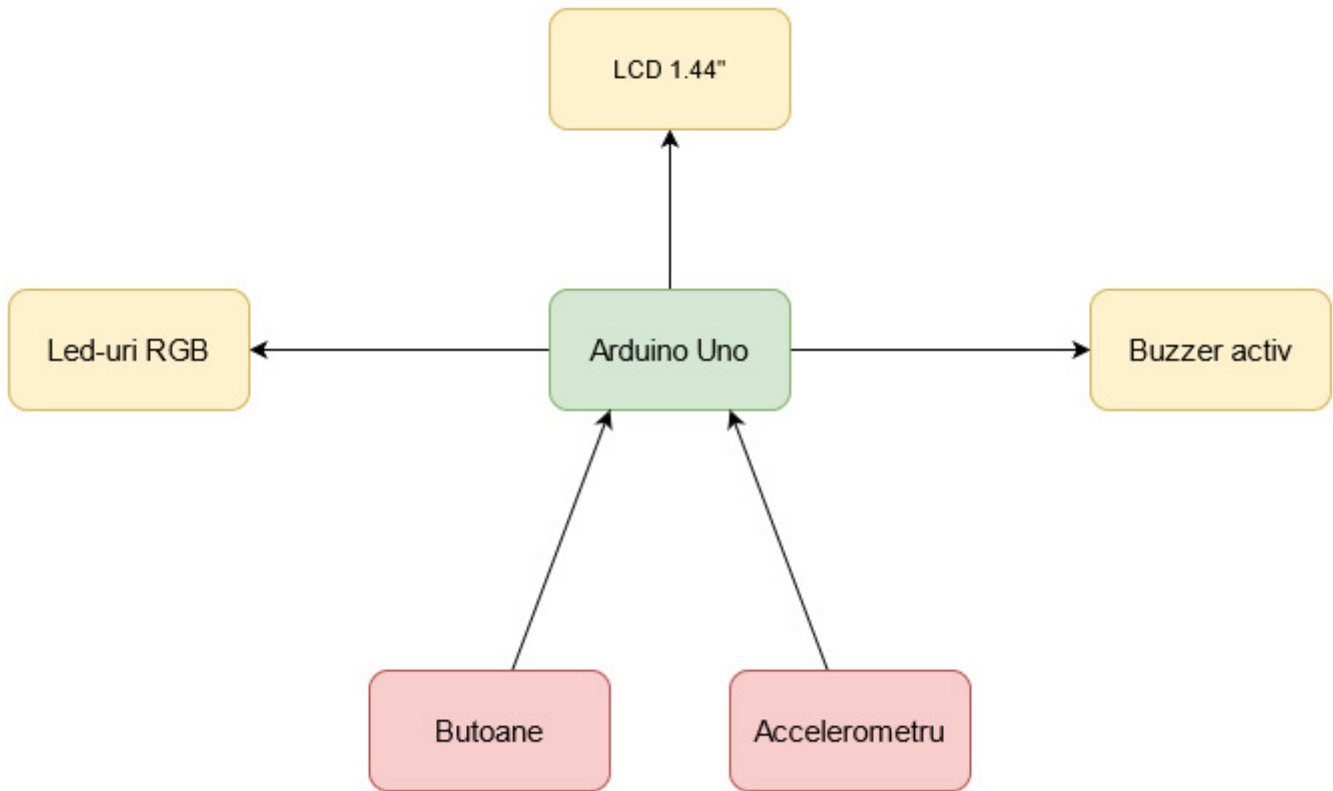 LCD 1.44"
Led-uri RGB
Arduino Uno
Buzzer activ
Butoane
Accelerometru